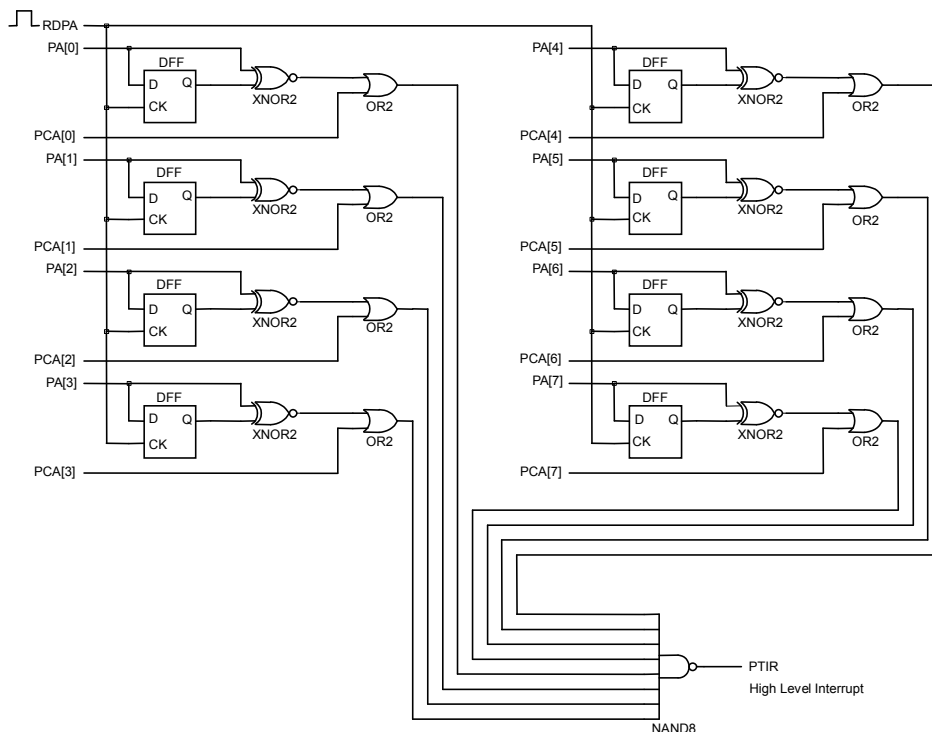 RDPA
PA[0]
DFF
D
Q
CK
XNOR2
OR2
PCA[0]
PA[1]
DFF
D
Q
CK
XNOR2
OR2
PCA[1]
PA[2]
DFF
D
Q
CK
XNOR2
OR2
PCA[2]
PA[3]
DFF
D
Q
CK
XNOR2
OR2
PCA[3]
PA[4]
DFF
D
Q
CK
XNOR2
OR2
PCA[4]
PA[5]
DFF
D
Q
CK
XNOR2
OR2
PCA[5]
PA[6]
DFF
D
Q
CK
XNOR2
OR2
PCA[6]
PA[7]
DFF
D
Q
CK
XNOR2
OR2
PCA[7]
PTIR
High Level Interrupt
NAND8